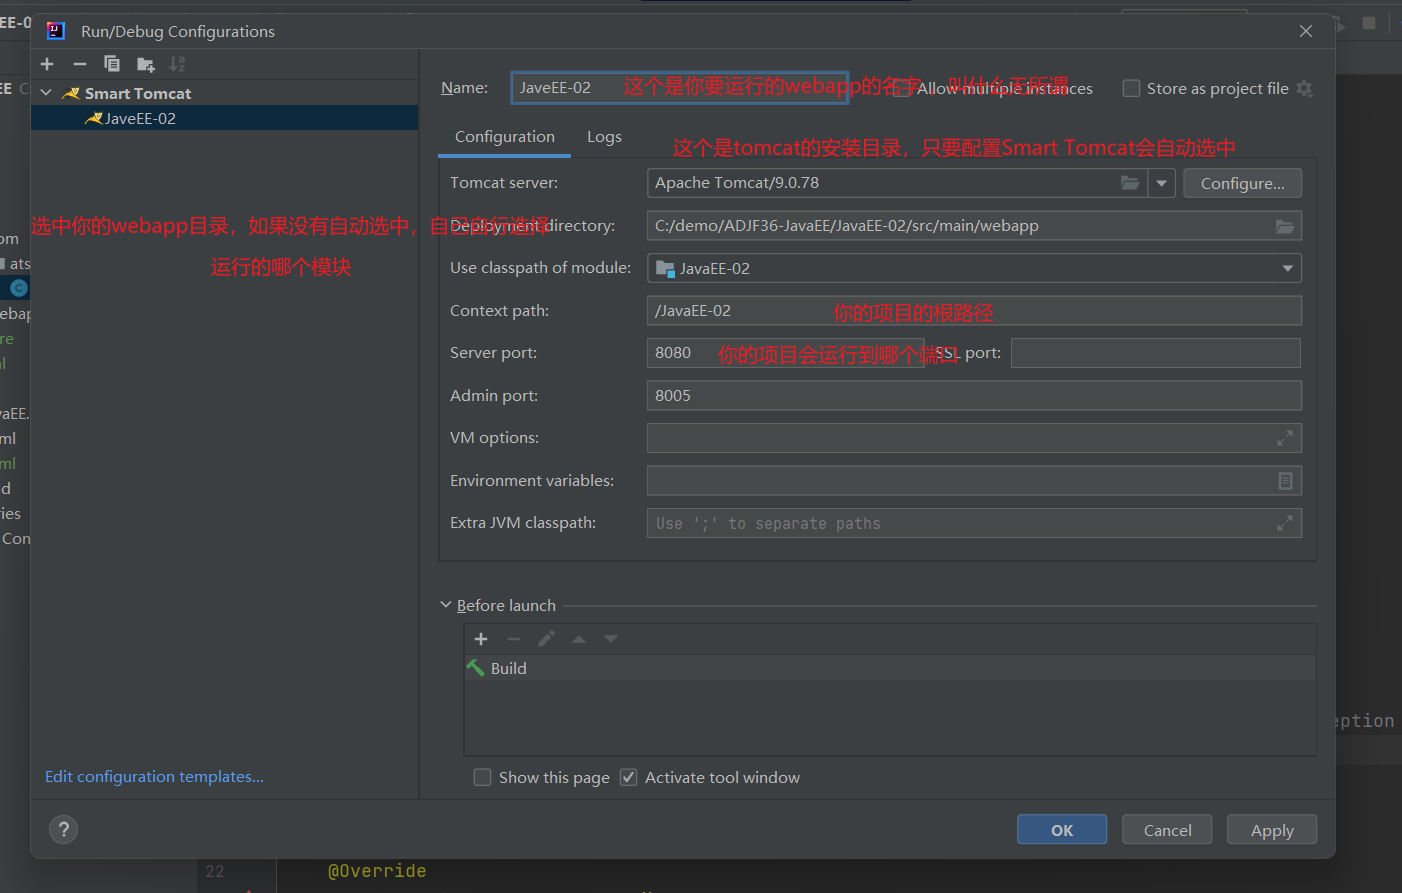 EE-0
Run/Debug Configurations
EE C
Smart Tomcat
JaveEE-02
Name:
JaveEE-02
这个是你要运行的webapp的名字，叫什么无所谓
Allow multiple instances
Store as project file
Configuration
Logs
这个是tomcat的安装目录，只要配置Smart Tomcat会自动选中
Tomcat server:
Apache Tomcat/9.0.78
Configure...
选中你的webapp目录，如果没有自动选中，自己自行选择
Deployment directory:
C:/demo/ADJF36-JavaEE/JavaEE-02/src/main/webapp
运行的哪个模块
Use classpath of module:
JavaEE-02
Context path:
/JavaEE-02
你的项目的根路径
Server port:
8080
你的项目会运行到哪个端口
SSL port:
Admin port:
8005
VM options:
Environment variables:
Extra JVM classpath:
Use ';' to separate paths
om
ats
C
ebap
re
l
vaEE.
ml
ml
d
ries
Con
Before launch
Build
eption
Show this page
Activate tool window
Edit configuration templates...
?
OK
Cancel
Apply
22
@Override